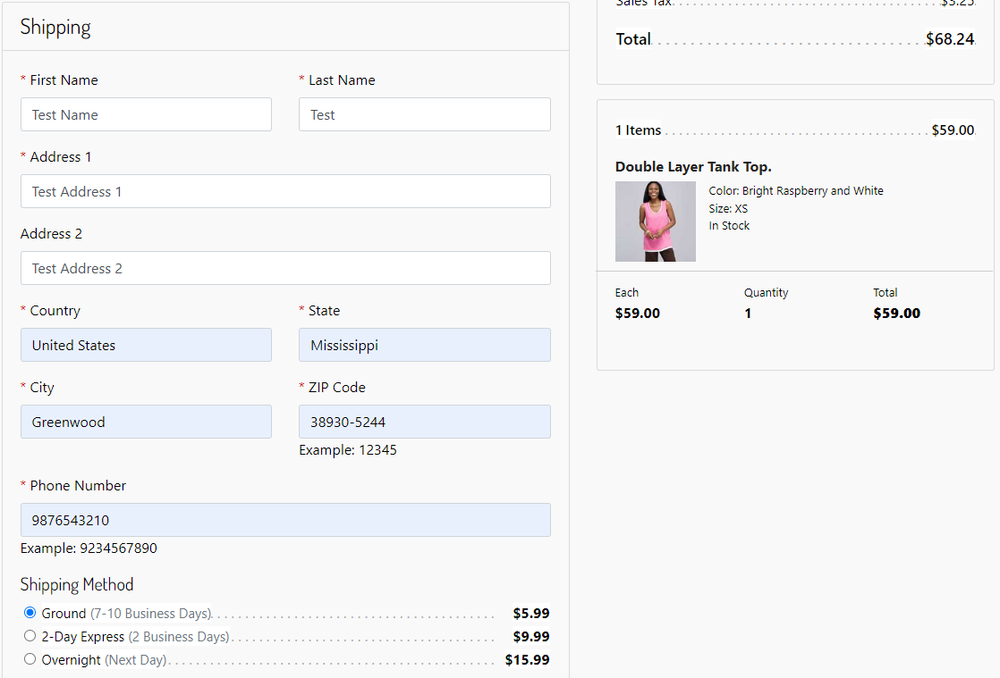 Shipping
* First Name
* Last Name
Test Name
Test
* Address 1
Test Address 1
Address 2
Test Address 2
* Country
* State
United States
Mississippi
* City
* ZIP Code
Greenwood
38930-5244
Example: 12345
* Phone Number
9876543210
Example: 9234567890
Shipping Method
Ground (7-10 Business Days) $5.99
2-Day Express (2 Business Days) $9.99
Overnight (Next Day) $15.99
Sales Tax $3.25
Total $68.24
1 Items $59.00
Double Layer Tank Top.
Color: Bright Raspberry and White
Size: XS
In Stock
Each Quantity Total
$59.00 1 $59.00